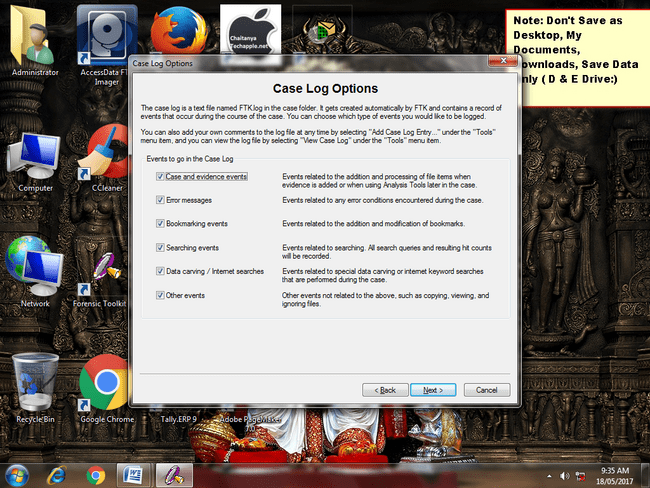 Note: Don't Save as
Desktop, My
Documents,
ownloads, Save Data
nly ( D & E Drive:)
Chaitanya
Techapple.net
Administrator
AccessData FT
Imager
Computer
CCleaner
Network
Forensic Toolkit
Recycle Bin
Google Chrome
Tally.ERP 9
Adobe PageMaker
7.0
Case Log Options
Case Log Options
The case log is a text file named FTK.log in the case folder. It gets created automatically by FTK and contains a record of
events that occur during the course of the case. You can choose which type of events you would like to be logged.
You can also add your own comments to the log file at any time by selecting "Add Case Log Entry..." under the "Tools"
menu item, and you can view the log file by selecting "View Case Log" under the "Tools" menu item.
Events to go in the Case Log
Case and evidence events
Events related to the addition and processing of file items when
evidence is added or when using Analysis Tools later in the case.
Error messages
Events related to any error conditions encountered during the case.
Bookmarking events
Events related to the addition and modification of bookmarks.
Searching events
Events related to searching. All search queries and resulting hit counts
will be recorded.
Data carving / Internet searches
Events related to special data carving or internet keyword searches
that are performed during the case.
Other events
Other events not related to the above, such as copying, viewing, and
ignoring files.
< Back
Next >
Cancel
9:35 AM
18/05/2017